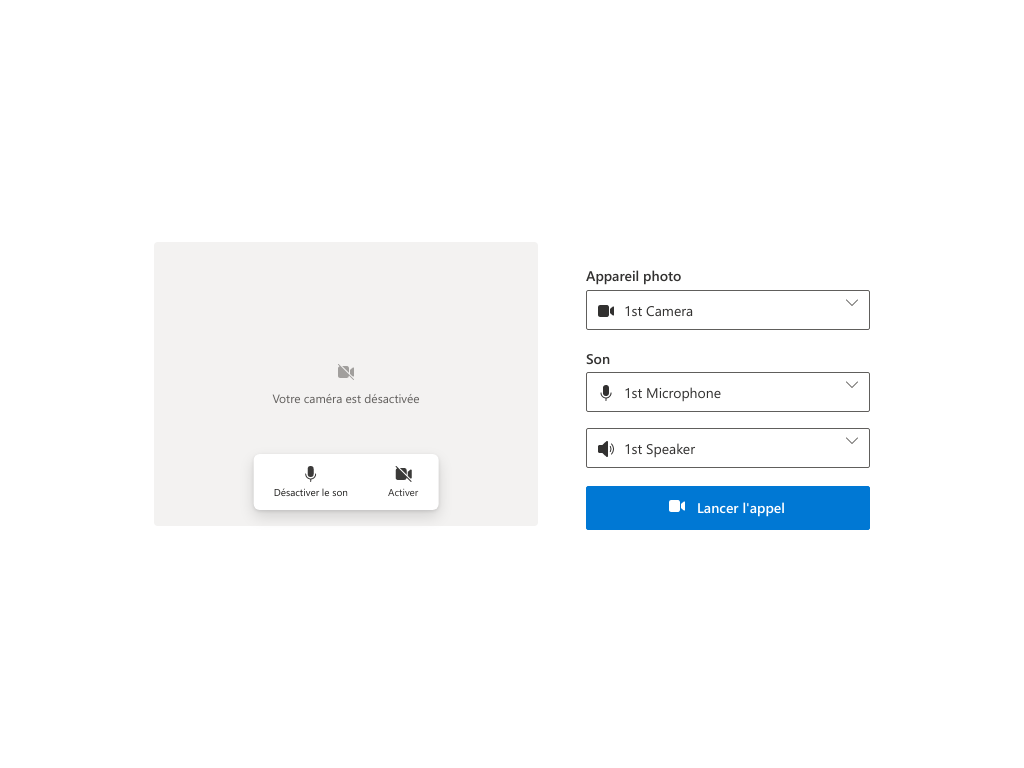 Votre caméra est désactivée
Désactiver le son
Activer
Appareil photo
1st Camera
Son
1st Microphone
1st Speaker
Lancer l'appel